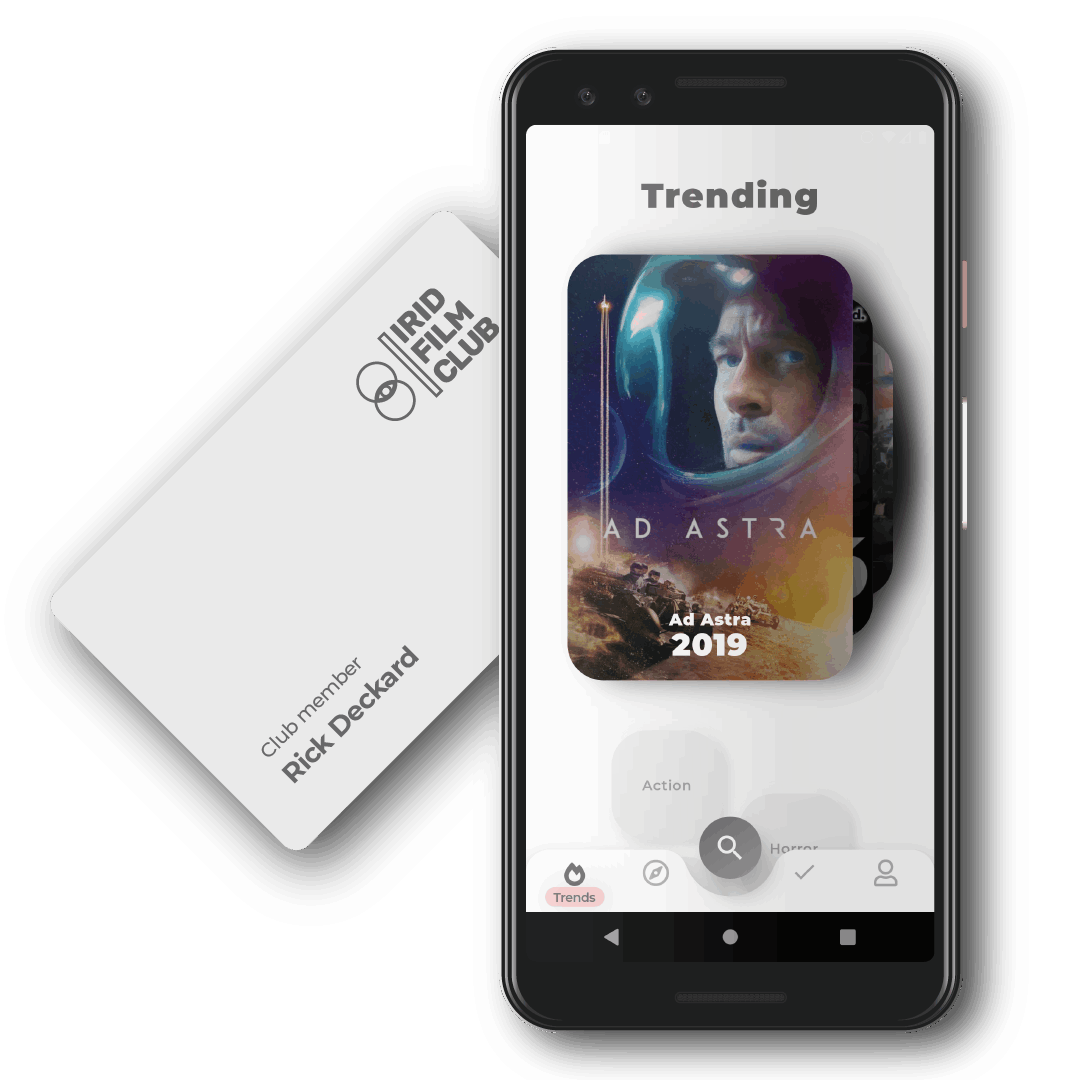 IRID
FILM
CLUB
Club member
Rick Deckard
Trending
d.
AD ASTRA
Ad Astra
2019
Action
Horror
Trends